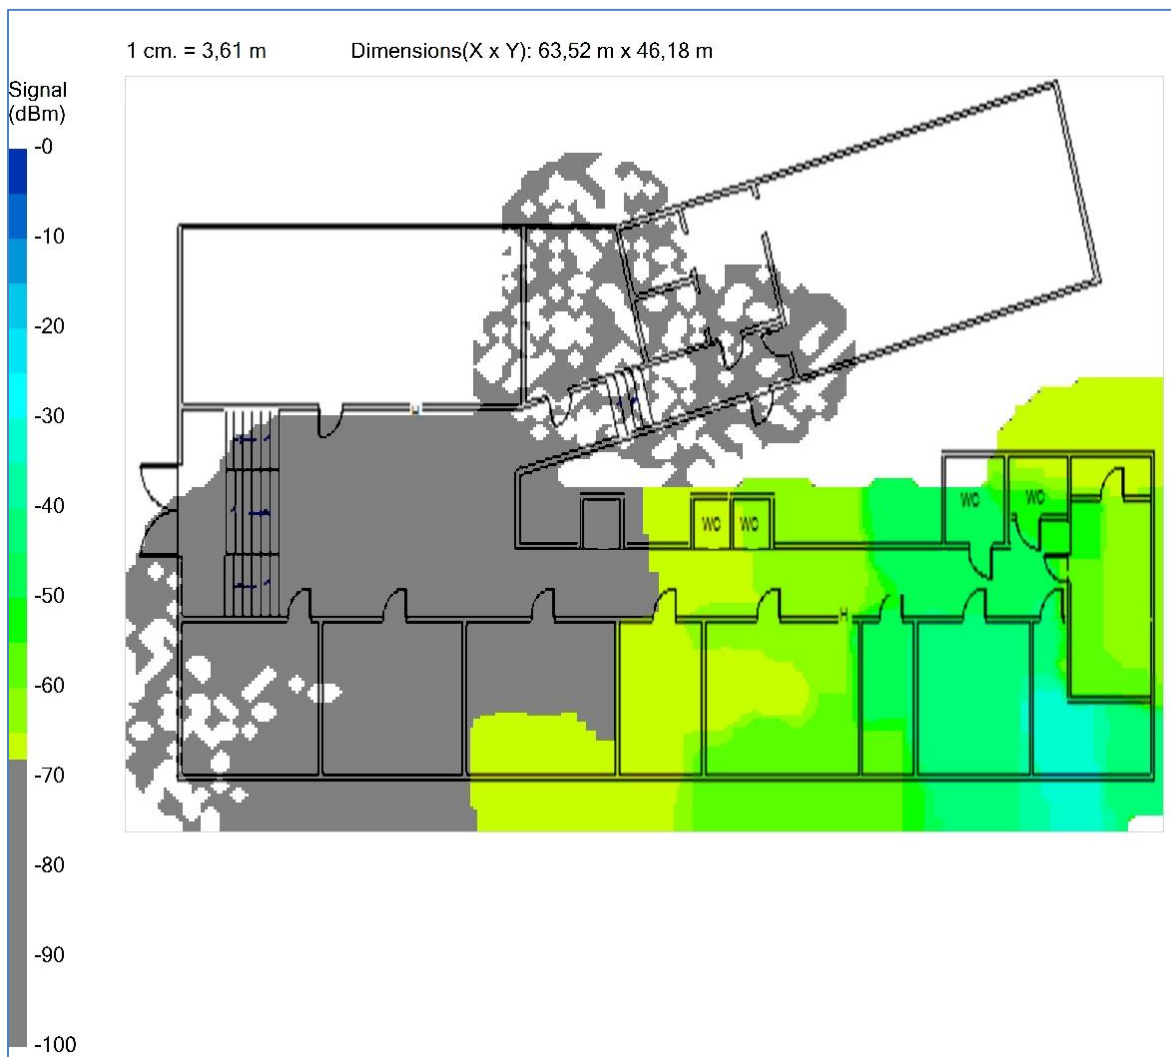 1 cm. = 3,61 m Dimensions(X x Y): 63,52 m x 46,18 m
Signal
(dBm)
-0
-10
-20
-30
-40
-50
-60
-70
-80
-90
-100
H
WC
WC
WC
WC
H